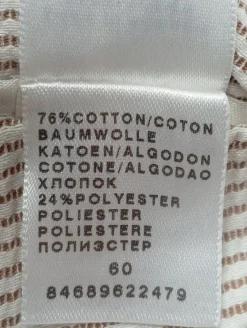 76%COTTON/COTON
BAUMWOLLE
KATOEN/ALGODON
COTONE/ALGODAO
ХЛОПОК
24%POLYESTER
POLIESTER
POLIESTERE
ПОЛИЭСТЕР
60
84689622479